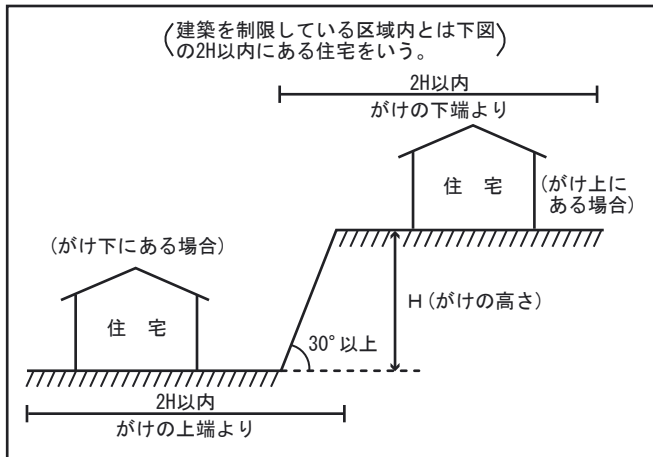 (建築を制限している区域内とは下図
の2H以内にある住宅をいう。)
2H以内
がけの下端より
住 宅
(がけ上に
ある場合)
(がけ下にある場合)
住 宅
H(がけの高さ)
30°以上
2H以内
がけの上端より